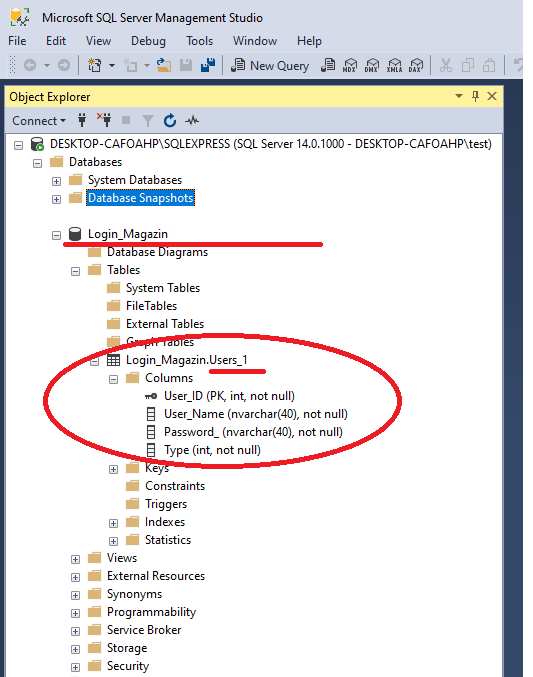 Microsoft SQL Server Management Studio
File Edit View Debug Tools Window Help
New Query MDX DMX XMLA DAX
Object Explorer
Connect
DESKTOP-CAFOAHP\SQLEXPRESS (SQL Server 14.0.1000 - DESKTOP-CAFOAHP\test)
Databases
System Databases
Database Snapshots
Login_Magazin
Database Diagrams
Tables
System Tables
FileTables
External Tables
Graph Tables
Login_Magazin.Users_1
Columns
User_ID (PK, int, not null)
User_Name (nvarchar(40), not null)
Password_ (nvarchar(40), not null)
Type (int, not null)
Keys
Constraints
Triggers
Indexes
Statistics
Views
External Resources
Synonyms
Programmability
Service Broker
Storage
Security